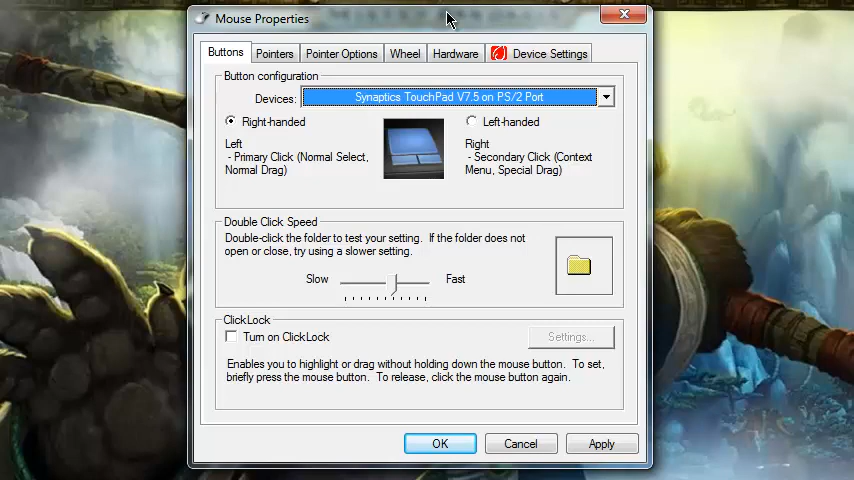 Mouse Properties
Buttons Pointers Pointer Options Wheel Hardware Device Settings
Button configuration
Devices: Synaptics TouchPad V7.5 on PS/2 Port
Right-handed
Left-handed
Left
- Primary Click (Normal Select,
Normal Drag)
Right
- Secondary Click (Context
Menu, Special Drag)
Double Click Speed
Double-click the folder to test your setting. If the folder does not
open or close, try using a slower setting.
Slow Fast
ClickLock
Turn on ClickLock
Settings...
Enables you to highlight or drag without holding down the mouse button. To set,
briefly press the mouse button. To release, click the mouse button again.
OK Cancel Apply